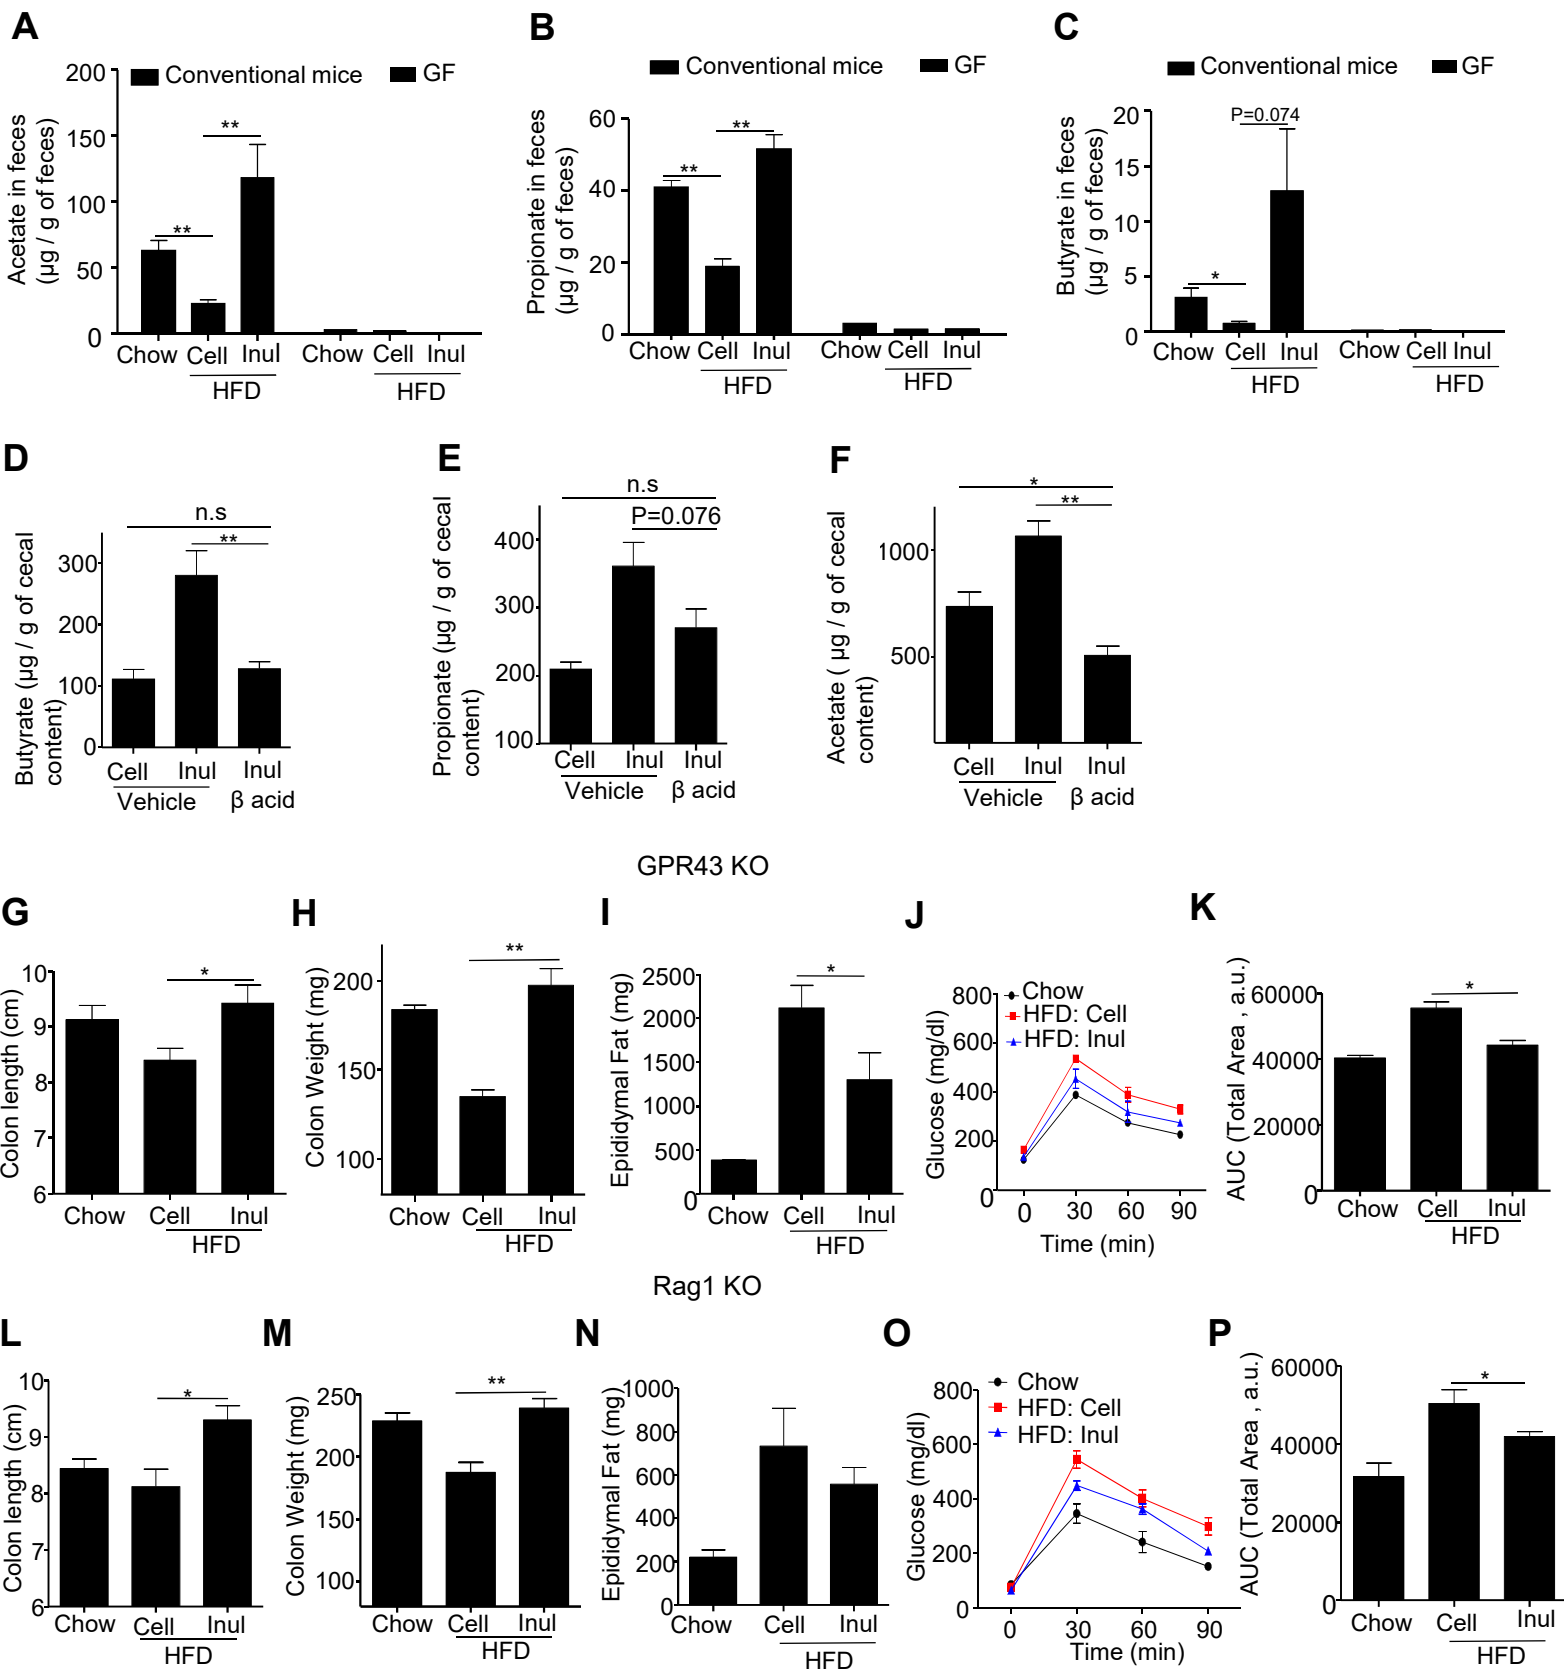 A
B
C
Conventional mice GF
Conventional mice GF
Conventional mice GF
Acetate in feces
(µg / g of feces)
200
150
100
50
0
**
**
Chow Cell Inul Chow Cell Inul
HFD HFD
Propionate in feces
(µg / g of feces)
60
40
20
0
**
**
Chow Cell Inul Chow Cell Inul
HFD HFD
Butyrate in feces
(µg / g of feces)
20
15
10
5
0
*
P=0.074
Chow Cell Inul Chow Cell Inul
HFD HFD
D
E
F
Butyrate (µg / g of cecal
content)
300
200
100
0
n.s
**
Cell Inul Inul
Vehicle β acid
Propionate (µg / g of cecal
content)
400
300
200
100
n.s
P=0.076
Cell Inul Inul
Vehicle β acid
Acetate ( µg / g of cecal
content)
1000
500
*
**
Cell Inul Inul
Vehicle β acid
GPR43 KO
G
H
I
J
K
Colon length (cm)
10
9
8
7
6
*
Chow Cell Inul
HFD
Colon Weight (mg)
200
150
100
**
Chow Cell Inul
HFD
Epididymal Fat (mg)
2500
2000
1500
1000
500
0
*
Chow Cell Inul
HFD
Glucose (mg/dl)
800
600
400
200
0
Chow
HFD: Cell
HFD: Inul
0 30 60 90
Time (min)
AUC (Total Area , a.u.)
60000
40000
20000
0
*
Chow Cell Inul
HFD
Rag1 KO
L
M
N
O
P
Colon length (cm)
10
9
8
7
6
*
Chow Cell Inul
HFD
Colon Weight (mg)
250
200
150
100
**
Chow Cell Inul
HFD
Epididymal Fat (mg)
1000
800
600
400
200
0
Chow Cell Inul
HFD
Glucose (mg/dl)
800
600
400
200
0
Chow
HFD: Cell
HFD: Inul
0 30 60 90
Time (min)
AUC (Total Area , a.u.)
60000
40000
20000
0
*
Chow Cell Inul
HFD